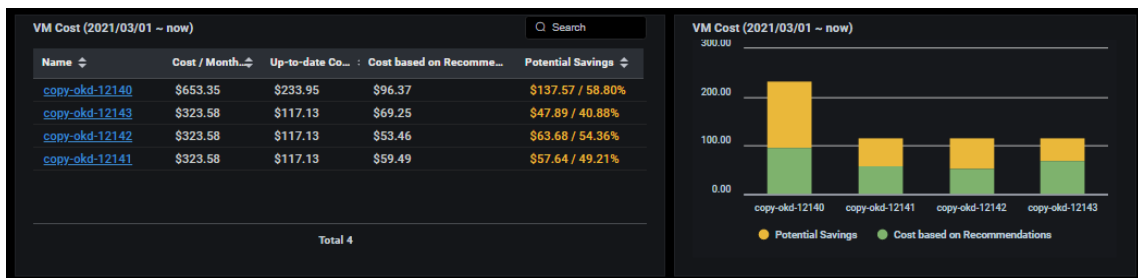 VM Cost (2021/03/01 ~ now)
Search
Name Cost / Month... Up-to-date Co... : Cost based on Recomme... Potential Savings
copy-okd-12140 $653.35 $233.95 $96.37 $137.57 / 58.80%
copy-okd-12143 $323.58 $117.13 $69.25 $47.89 / 40.88%
copy-okd-12142 $323.58 $117.13 $53.46 $63.68 / 54.36%
copy-okd-12141 $323.58 $117.13 $59.49 $57.64 / 49.21%
Total 4
VM Cost (2021/03/01 ~ now)
300.00
200.00
100.00
0.00
copy-okd-12140 copy-okd-12141 copy-okd-12142 copy-okd-12143
Potential Savings Cost based on Recommendations